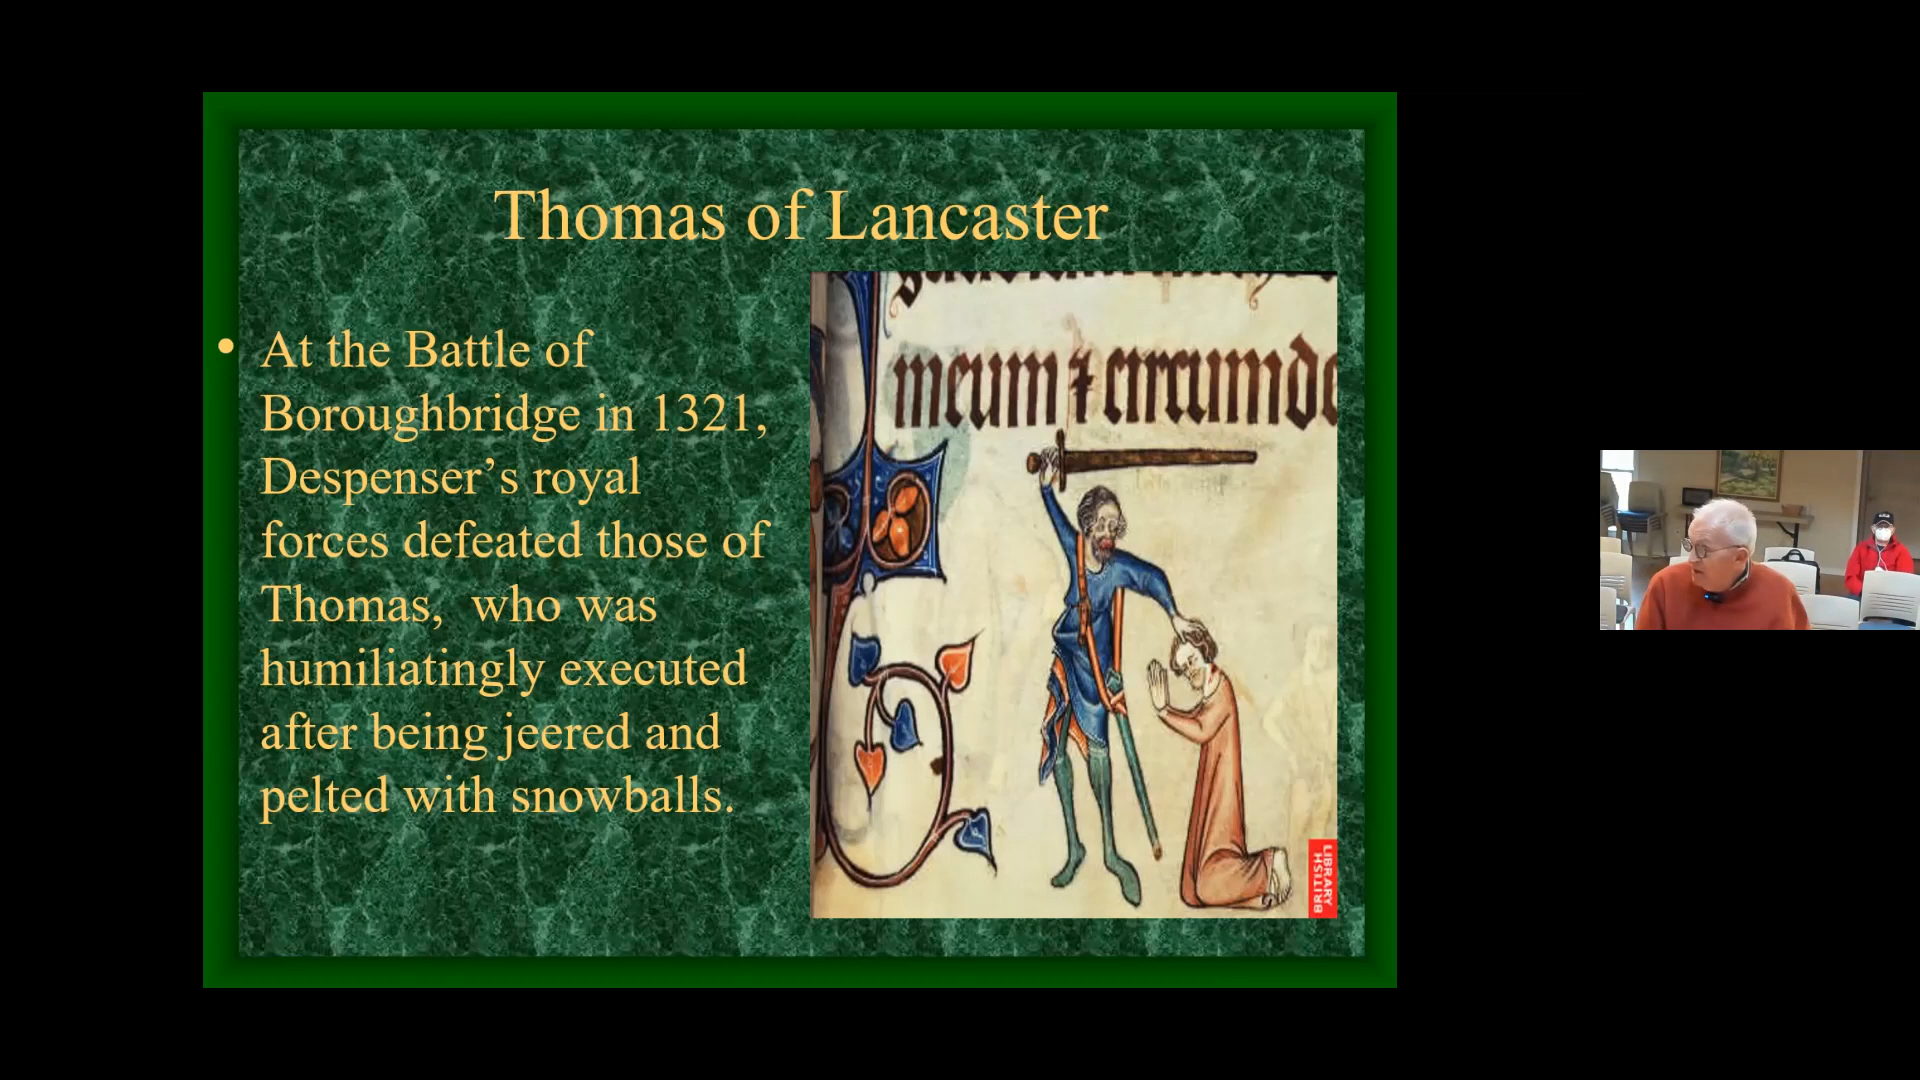 Thomas of Lancaster
• At the Battle of
Boroughbridge in 1321,
Despenser’s royal
forces defeated those of
Thomas,  who was
humiliatingly executed
after being jeered and
pelted with snowballs.
meum ⁊ circumde
LIBRARY
BRITISH